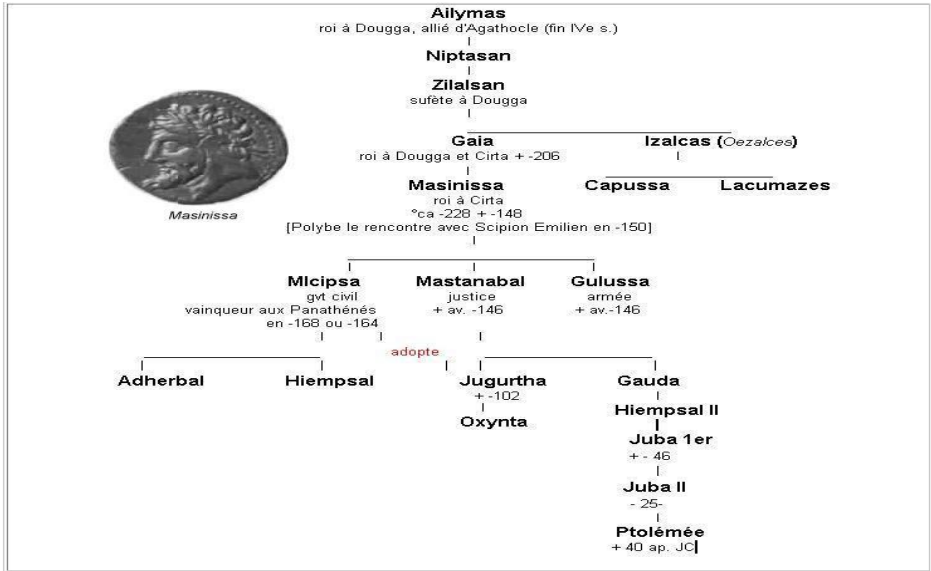 Ailymas
roi à Dougga, allié d'Agathocle (fin IVe s.)
Niptasan
Zilalsan
sufète à Dougga
Gaia
Izalcas (Oezalces)
roi à Dougga et Cirta + -206
Masinissa
Capussa
Lacumazes
roi à Cirta
Masinissa
°ca -228 + -148
[Polybe le rencontre avec Scipion Emilien en -150]
MIcipsa
Mastanabal
Gulussa
gvt civil
justice
armée
vainqueur aux Panathénés
+ av. -146
+ av.-146
en -168 ou -164
adopte
Adherbal
Hiempsal
Jugurtha
Gauda
+ -102
Oxynta
Hiempsal II
Juba 1er
+ - 46
Juba II
- 25-
Ptolémée
+ 40 ap. JC